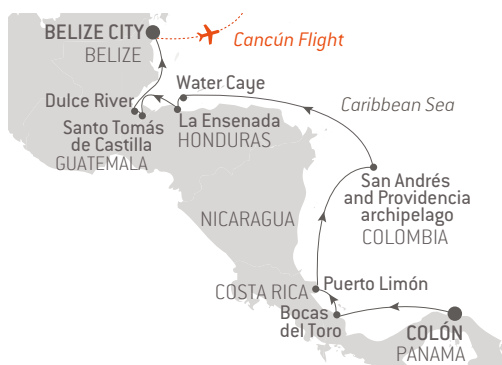 BELIZE CITY
BELIZE
Cancún Flight
Water Caye
Dulce River
Caribbean Sea
Santo Tomás
de Castilla
GUATEMALA
La Ensenada
HONDURAS
San Andrés
and Providencia
archipelago
COLOMBIA
NICARAGUA
COSTA RICA
Puerto Limón
Bocas
del Toro
COLÓN
PANAMA